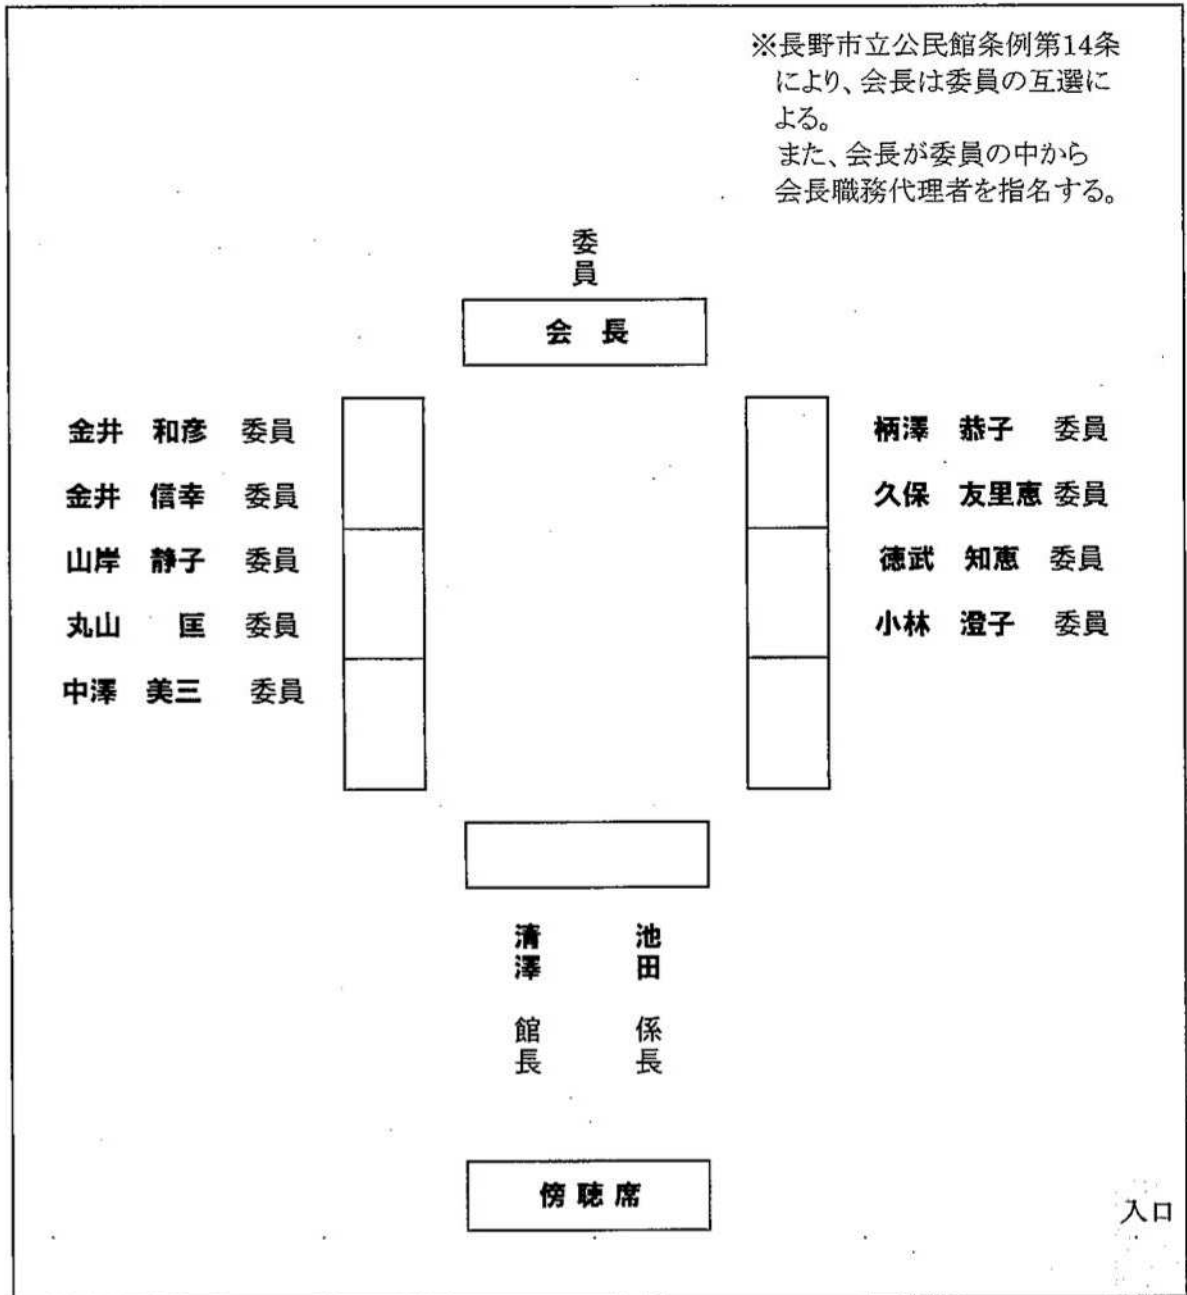 ※長野市立公民館条例第14条
により、会長は委員の互選に
よる。
また、会長が委員の中から
会長職務代理者を指名する。
委員
会　長
金井　和彦　委員
金井　信幸　委員
山岸　静子　委員
丸山　　匡　委員
中澤　美三　委員
柄澤　恭子　委員
久保　友里恵 委員
徳武　知恵　委員
小林　澄子　委員
清澤　館長
池田　係長
傍 聴 席
入口